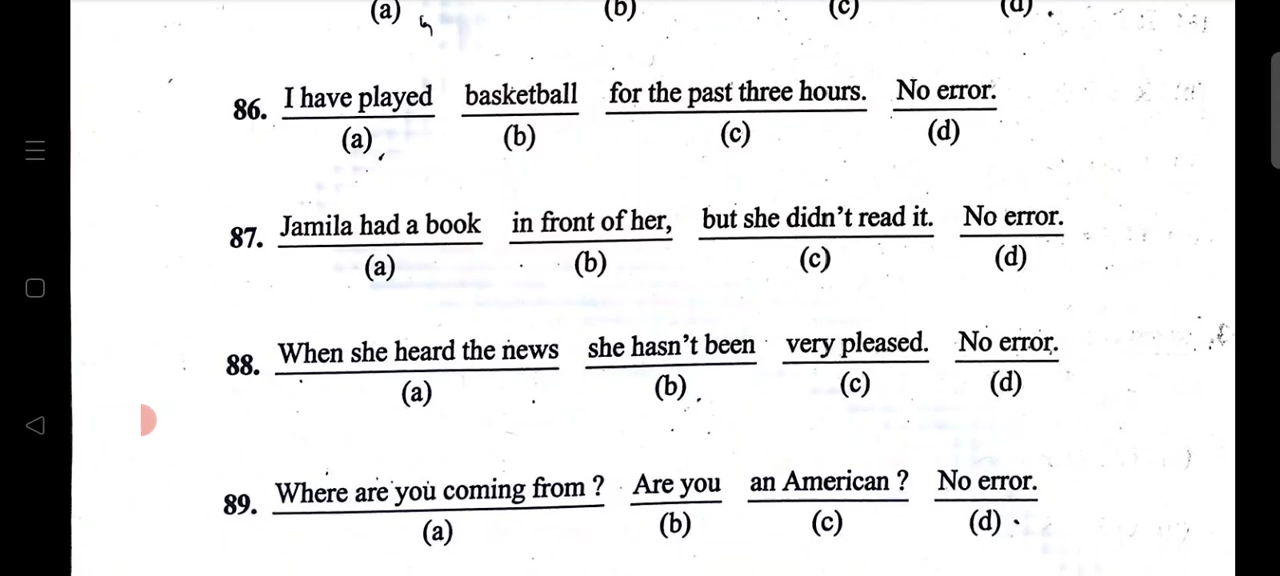 (a) (b) (c) (d)
86. I have played basketball for the past three hours. No error.
(a) (b) (c) (d)
87. Jamila had a book in front of her, but she didn't read it. No error.
(a) (b) (c) (d)
88. When she heard the news she hasn't been very pleased. No error.
(a) (b) (c) (d)
89. Where are you coming from ? Are you an American ? No error.
(a) (b) (c) (d)